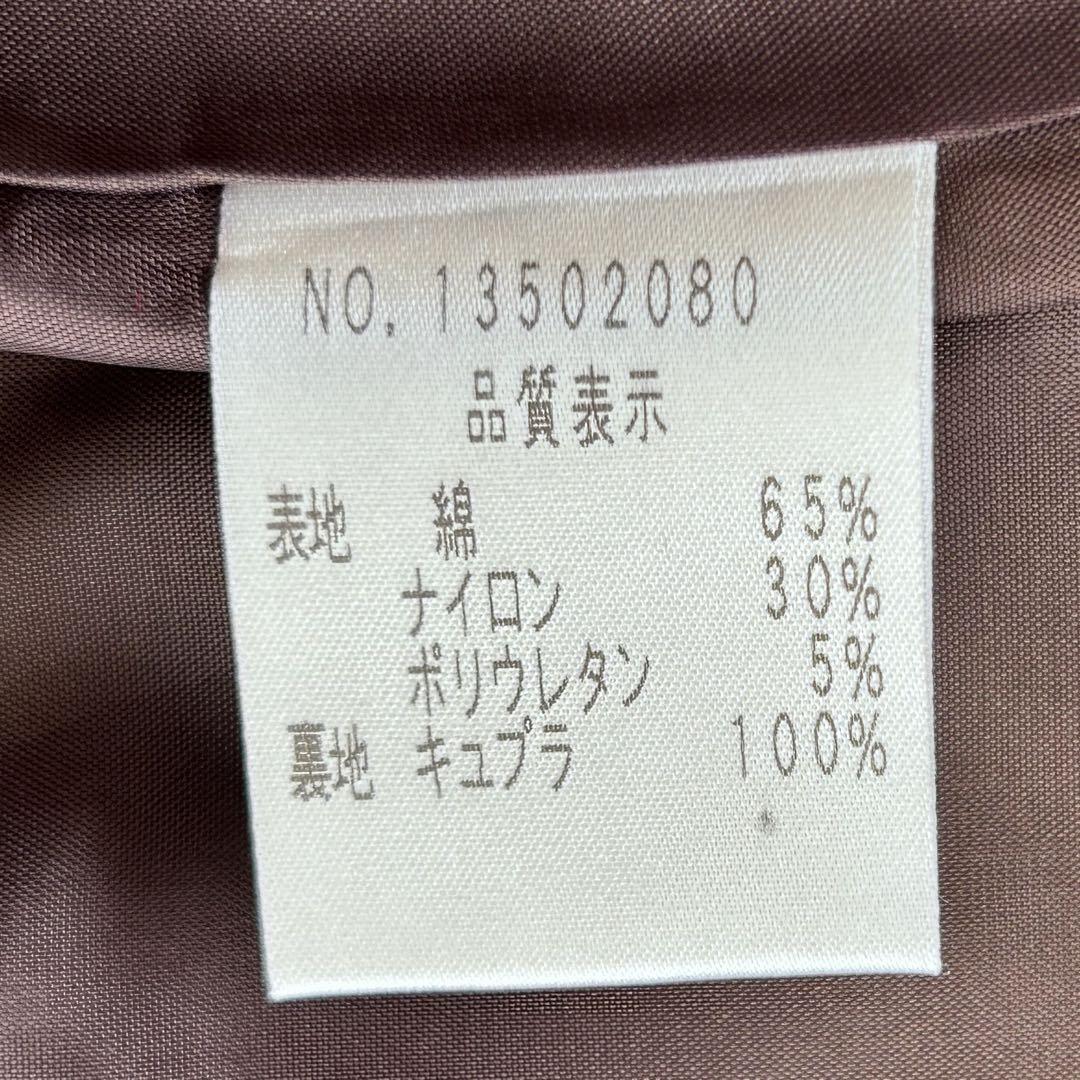 NO.13502080
品質表示
表地 綿 65%
ナイロン 30%
ポリウレタン 5%
裏地 キュプラ 100%